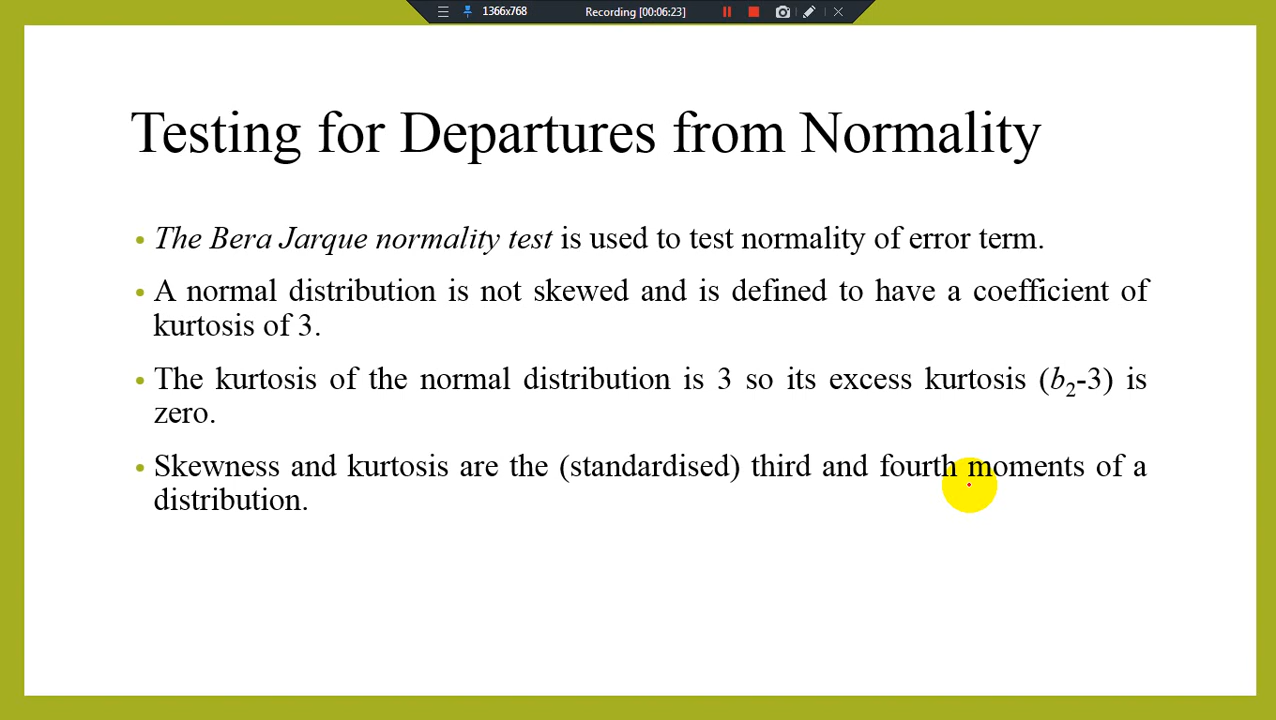 1366x768 Recording [00:06:23]
Testing for Departures from Normality
• The Bera Jarque normality test is used to test normality of error term.
• A normal distribution is not skewed and is defined to have a coefficient of
kurtosis of 3.
• The kurtosis of the normal distribution is 3 so its excess kurtosis (b₂-3) is
zero.
• Skewness and kurtosis are the (standardised) third and fourth moments of a
distribution.